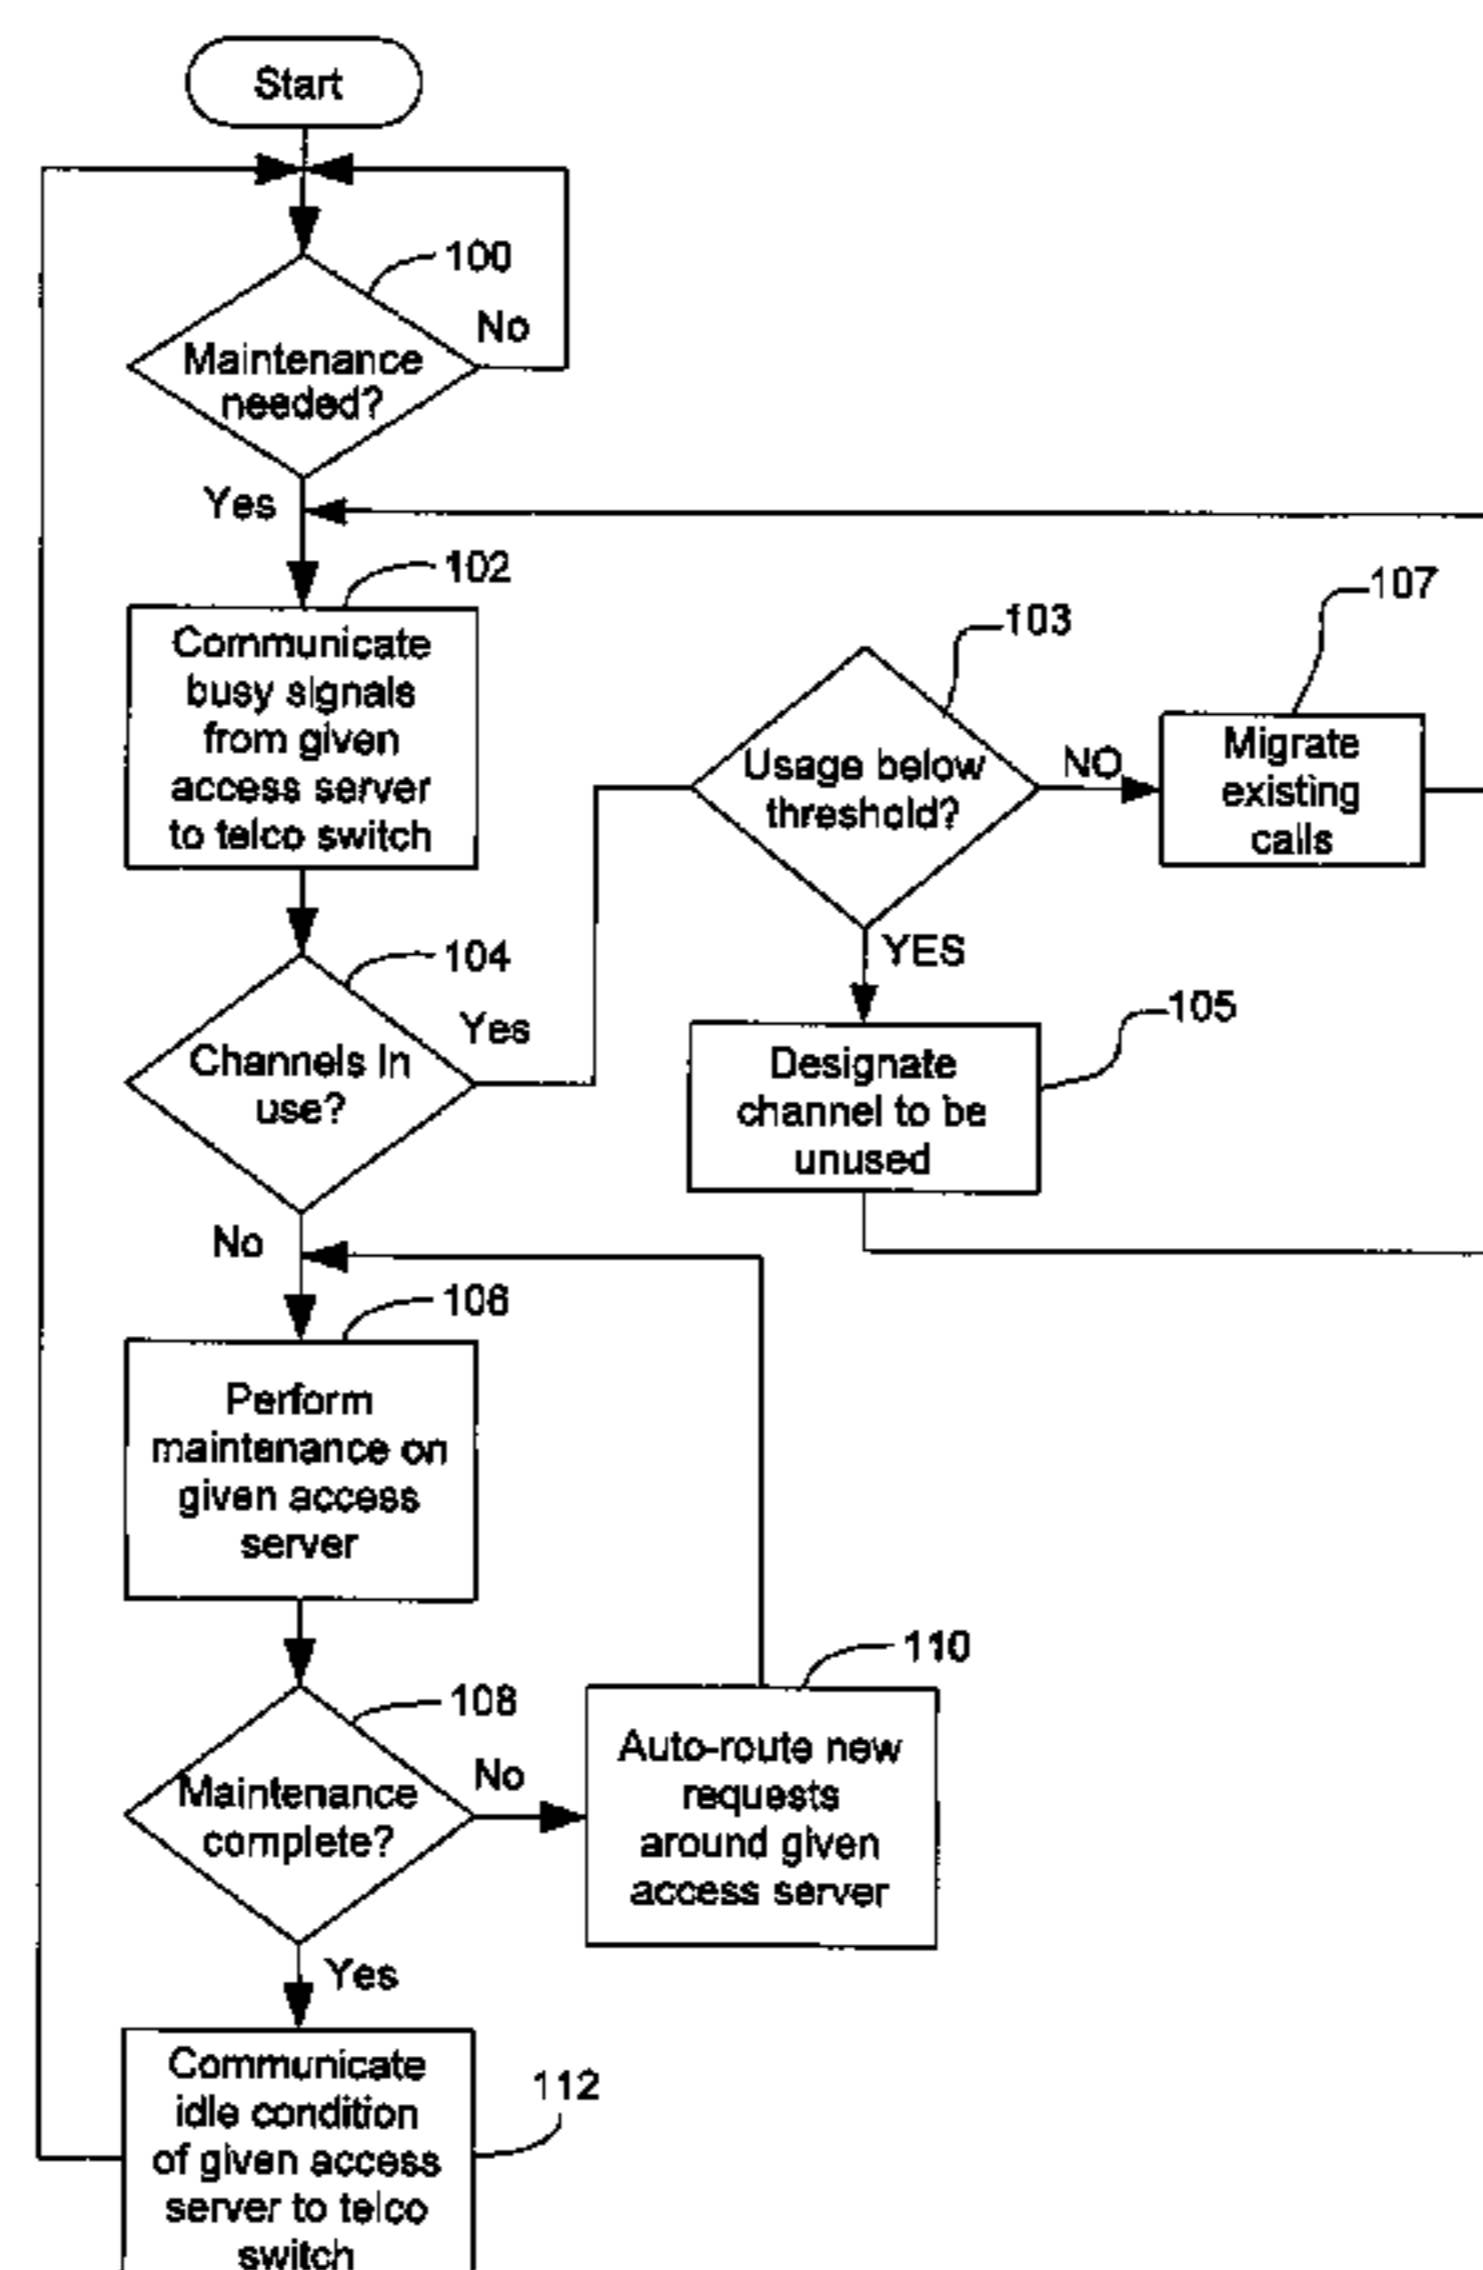 Start
100
No
Maintenance
needed?
Yes
102
Communicate
busy signals
from given
access server
to telco switch
103
107
Usage below
threshold?
NO
Migrate
existing
calls
YES
104
Yes
Channels In
use?
105
Designate
channel to be
unused
No
106
Perform
maintenance on
given access
server
108
No
Maintenance
complete?
110
Auto-route new
requests
around given
access server
Yes
Communicate
idle condition
of given access
server to telco
switch
112